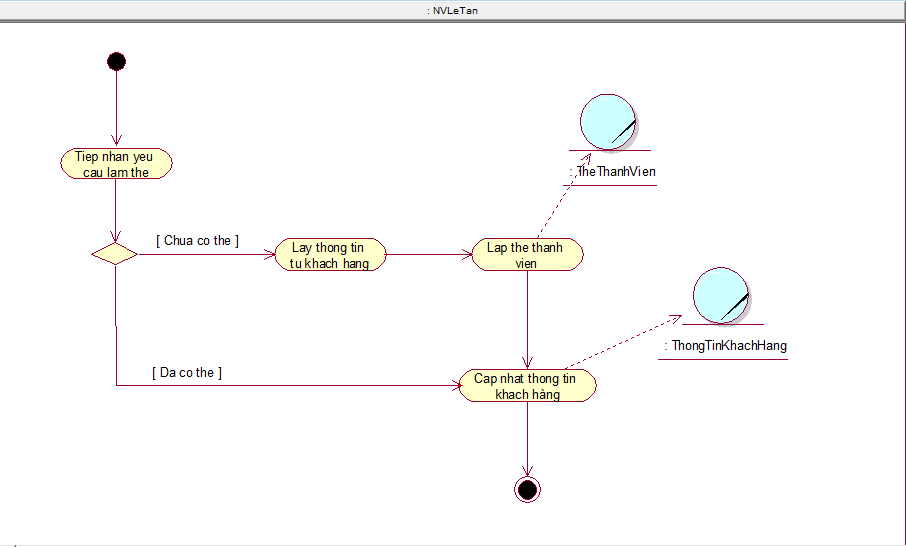 : NVLeTan
Tiep nhan yeu
cau lam the
: TheThanhVien
[ Chua co the ]
Lay thong tin
tu khach hang
Lap the thanh
vien
: ThongTinKhachHang
[ Da co the ]
Cap nhat thong tin
khach hàng